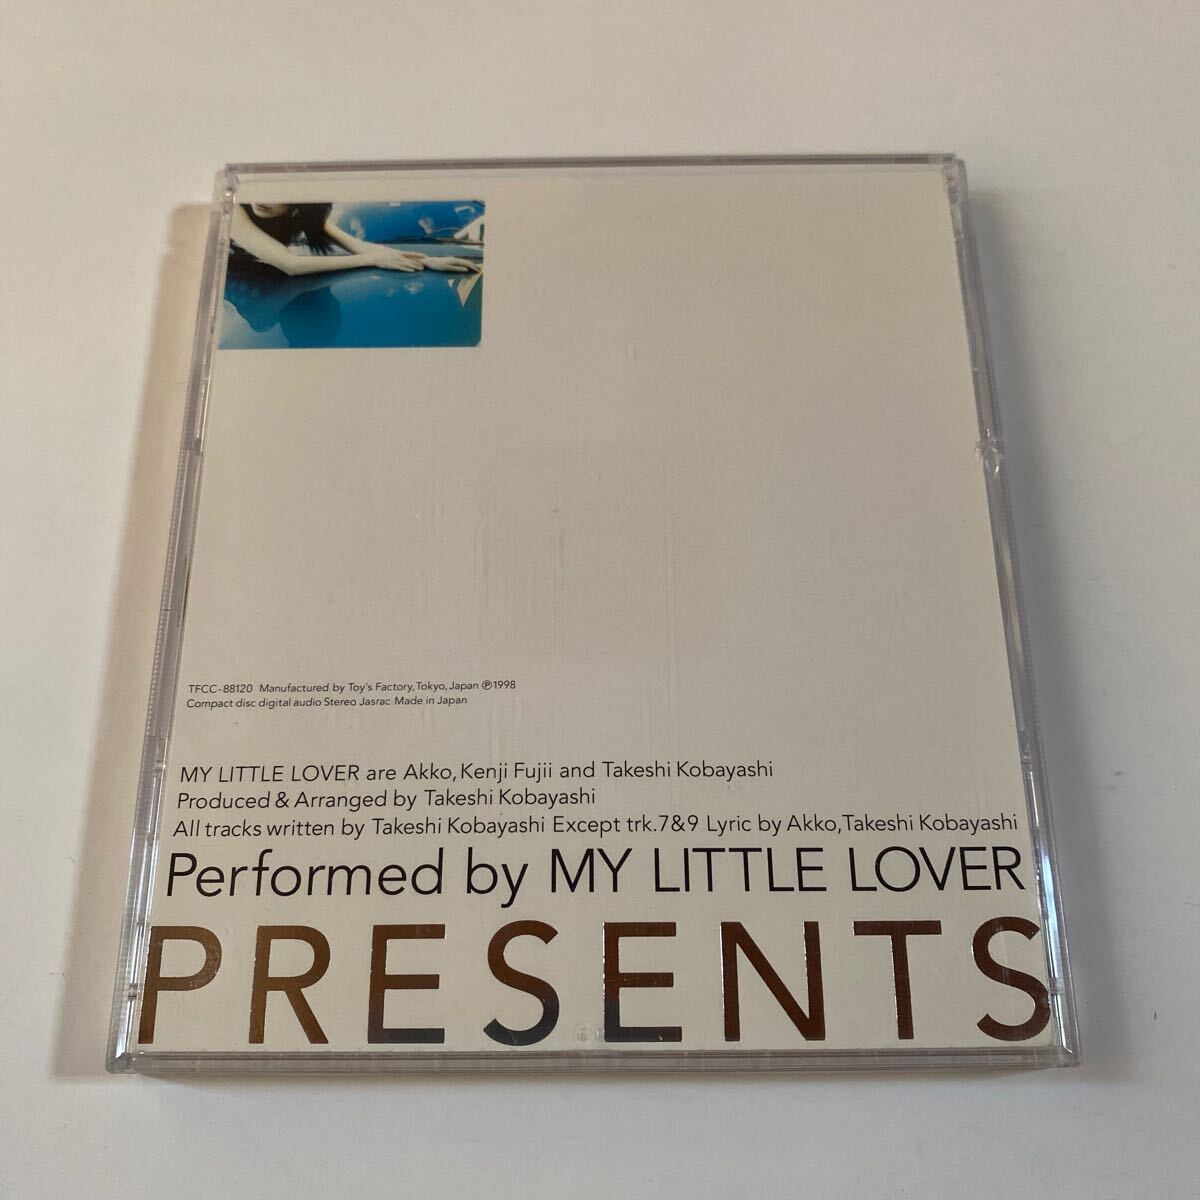 TFCC-88120 Manufactured by Toy's Factory, Tokyo, Japan ℗1998
Compact disc digital audio Stereo Jasrac Made in Japan
MY LITTLE LOVER are Akko, Kenji Fujii and Takeshi Kobayashi
Produced & Arranged by Takeshi Kobayashi
All tracks written by Takeshi Kobayashi Except trk.7&9 Lyric by Akko, Takeshi Kobayashi
Performed by MY LITTLE LOVER
PRESENTS